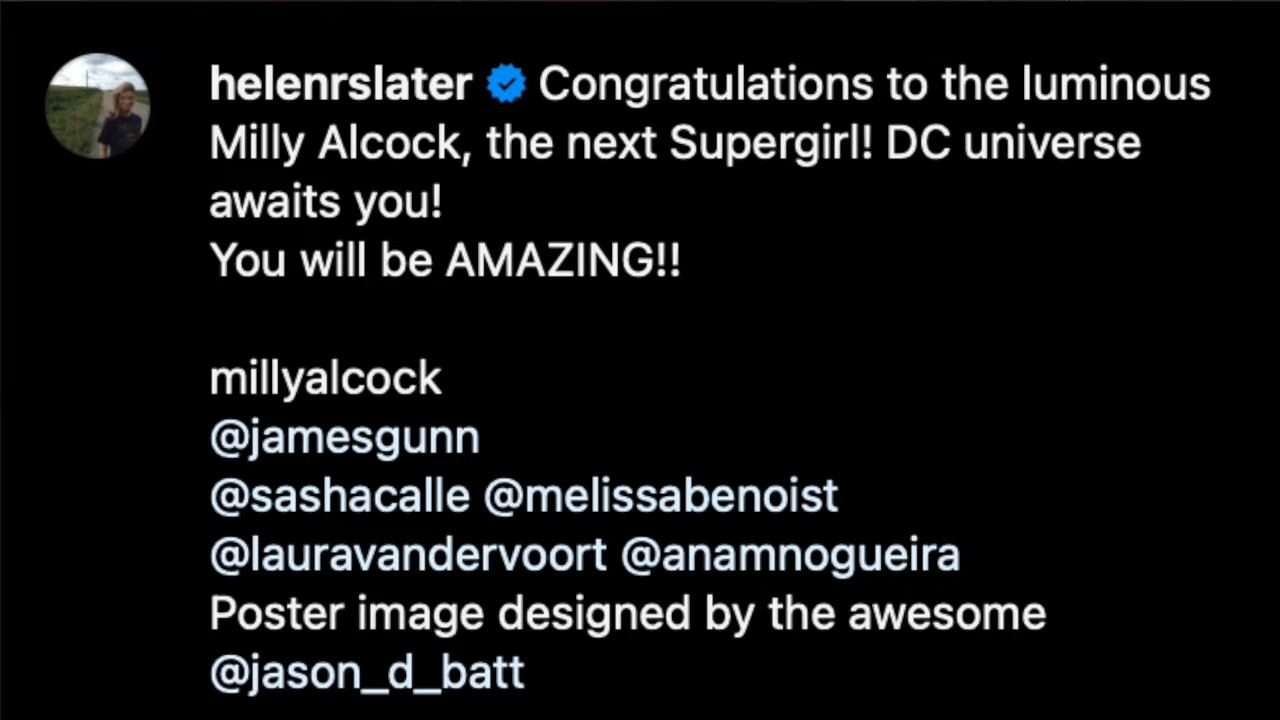 helenrslater Congratulations to the luminous
Milly Alcock, the next Supergirl! DC universe
awaits you!
You will be AMAZING!!
millyalcock
@jamesgunn
@sashacalle @melissabenoist
@lauravandervoort @anamnogueira
Poster image designed by the awesome
@jason_d_batt